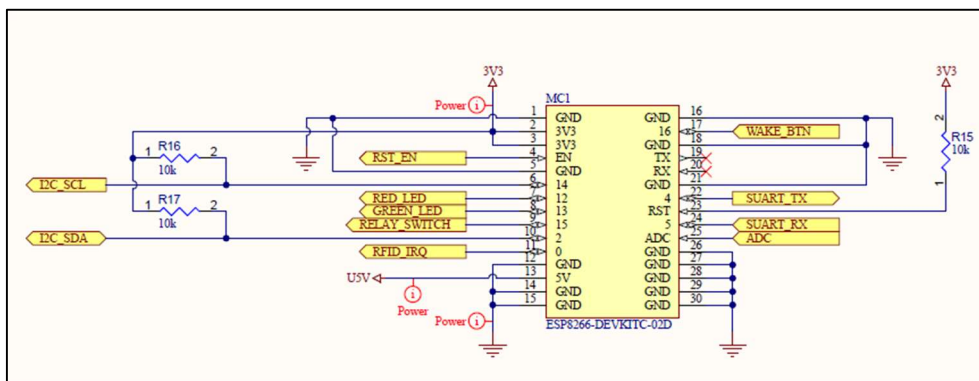 3V3
3V3
Power
MC1
1 GND GND 16
2 3V3 16 17 WAKE_BTN
3 3V3 GND 18
RST_EN 4 EN TX 19
5 GND RX 20
6 14 GND 21
RED_LED 7 12 4 22 SUART_TX
GREEN_LED 8 13 RST 23
RELAY_SWITCH 9 15 5 24 SUART_RX
10 2 ADC 25 ADC
RFID_IRQ 11 0 GND 26
12 GND GND 27
U5V 13 5V GND 28
14 GND GND 29
15 GND GND 30
ESP8266-DEVKITC-02D
Power
Power
1 R16 2
10k
I2C_SCL
1 R17 2
10k
I2C_SDA
2
R15
10k
1